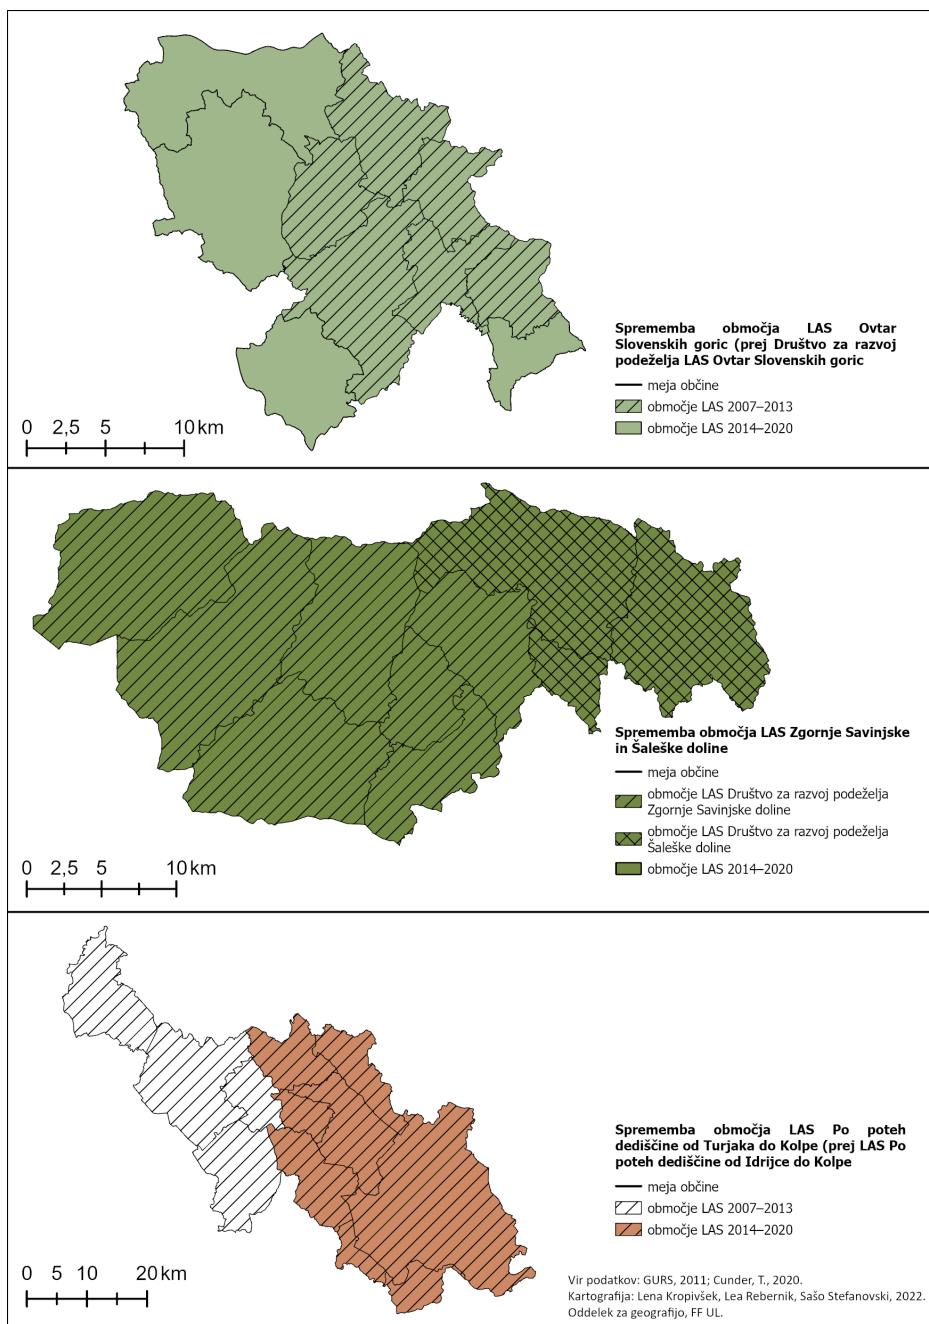 Sprememba območja LAS Ovtar
Slovenskih goric (prej Društvo za razvoj
podeželja LAS Ovtar Slovenskih goric
meja občine
območje LAS 2007–2013
območje LAS 2014–2020
0 2,5 5 10 km
Sprememba območja LAS Zgornje Savinjske
in Šaleške doline
meja občine
območje LAS Društvo za razvoj podeželja
Zgornje Savinjske doline
območje LAS Društvo za razvoj podeželja
Šaleške doline
območje LAS 2014–2020
0 2,5 5 10 km
Sprememba območja LAS Po poteh
dediščine od Turjaka do Kolpe (prej LAS Po
poteh dediščine od Idrijce do Kolpe
meja občine
območje LAS 2007–2013
območje LAS 2014–2020
0 5 10 20 km
Vir podatkov: GURS, 2011; Cunder, T., 2020.
Kartografija: Lena Kropivšek, Lea Rebernik, Sašo Stefanovski, 2022.
Oddelek za geografijo, FF UL.